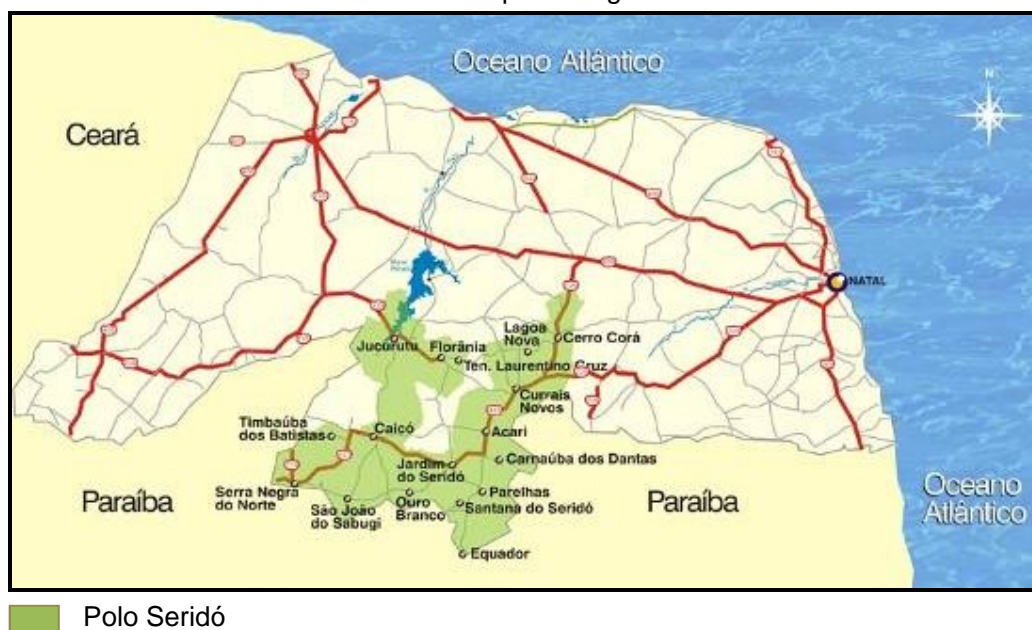 Oceano Atlântico
N
Ceará
NATAL
Jucurutu
Florânia
Lagoa
Nova
Cerro Corá
Ten. Laurentino Cruz
Currais
Novos
Timbaúba
dos Batistas
Caicó
Acari
Jardim
do Seridó
Carnaúba dos Dantas
Serra Negra
do Norte
São João
do Sabugi
Ouro
Branco
Parelhas
Santana do Seridó
Equador
Paraíba
Paraíba
Oceano
Atlântico
Polo Seridó